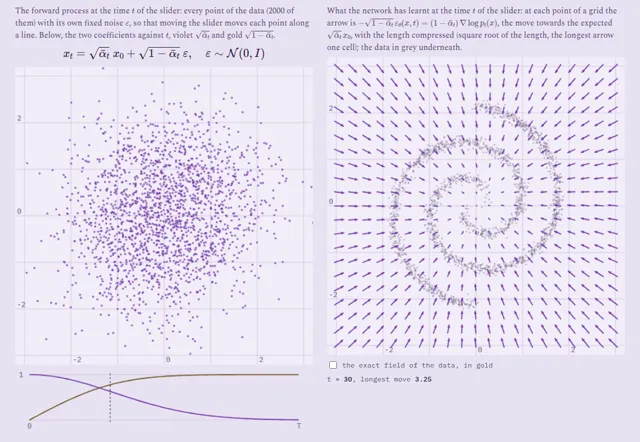 The forward process at the time t of the slider: every point of the data (2000 of
them) with its own fixed noise ε, so that moving the slider moves each point along
a line. Below, the two coefficients against t, violet √ᾱₜ and gold √1 − ᾱₜ.
xₜ = √ᾱₜ x₀ + √1 − ᾱₜ ε, ε ∼ 𝒩(0, I)
2
0
-2
-2 0 2
1
0 T
What the network has learnt at the time t of the slider: at each point of a grid the
arrow is −√1 − ᾱₜ εθ(x, t) = (1 − ᾱₜ) ∇ log pₜ(x), the move towards the expected
√ᾱₜ x₀, with the length compressed (square root of the length, the longest arrow
one cell); the data in grey underneath.
2
0
-2
-2 0 2
the exact field of the data, in gold
t = 30, longest move 3.25